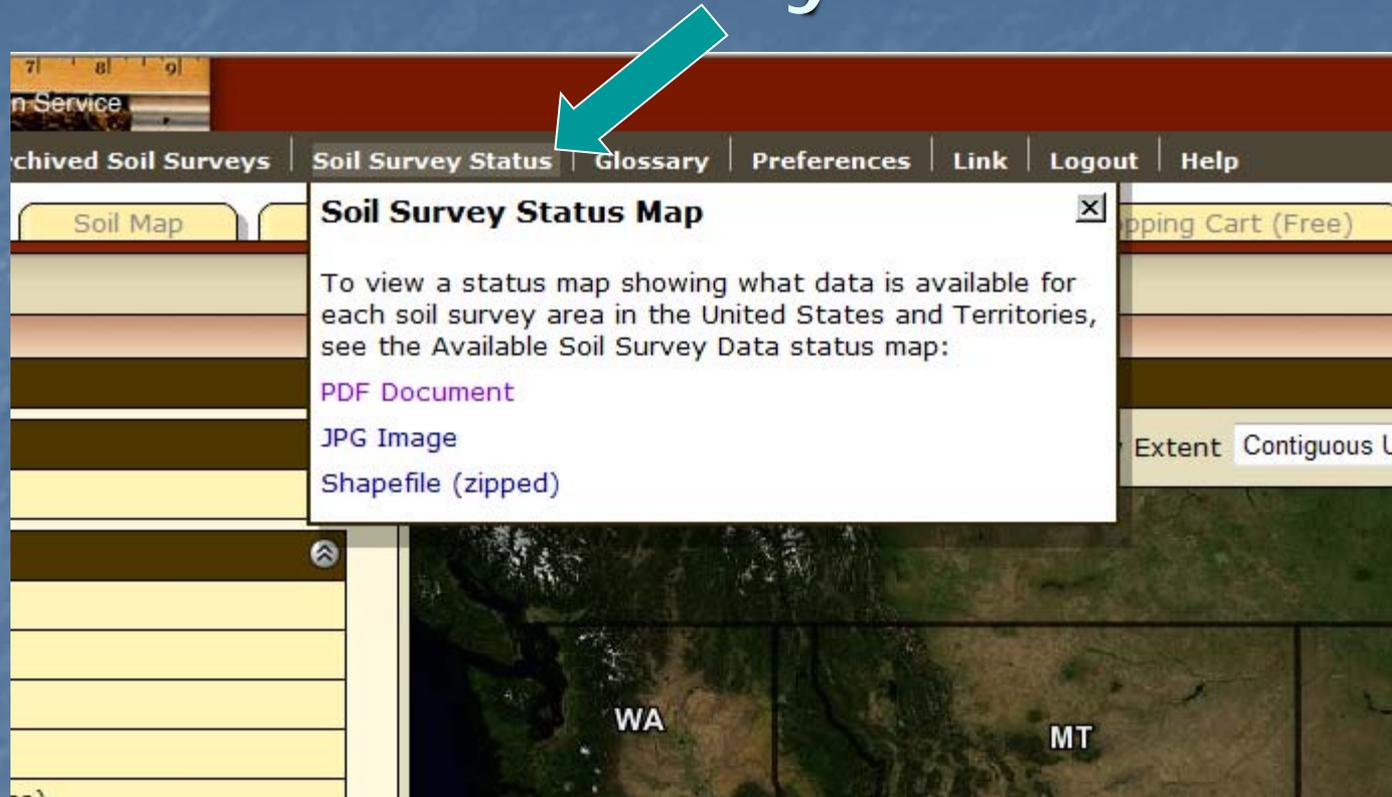 7 8 9
n Service
chived Soil Surveys Soil Survey Status Glossary Preferences Link Logout Help
Soil Map
Soil Survey Status Map
pping Cart (Free)
To view a status map showing what data is available for
each soil survey area in the United States and Territories,
see the Available Soil Survey Data status map:
PDF Document
JPG Image
Shapefile (zipped)
Extent Contiguous U
WA
MT